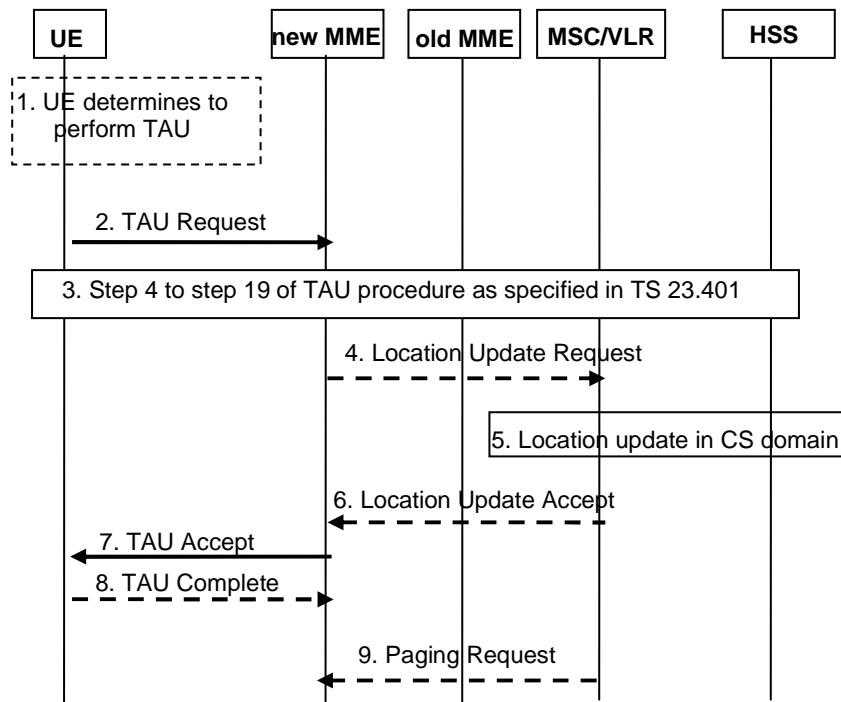 UE
new MME
old MME
MSC/VLR
HSS
1. UE determines to
perform TAU
2. TAU Request
3. Step 4 to step 19 of TAU procedure as specified in TS 23.401
4. Location Update Request
5. Location update in CS domain
6. Location Update Accept
7. TAU Accept
8. TAU Complete
9. Paging Request